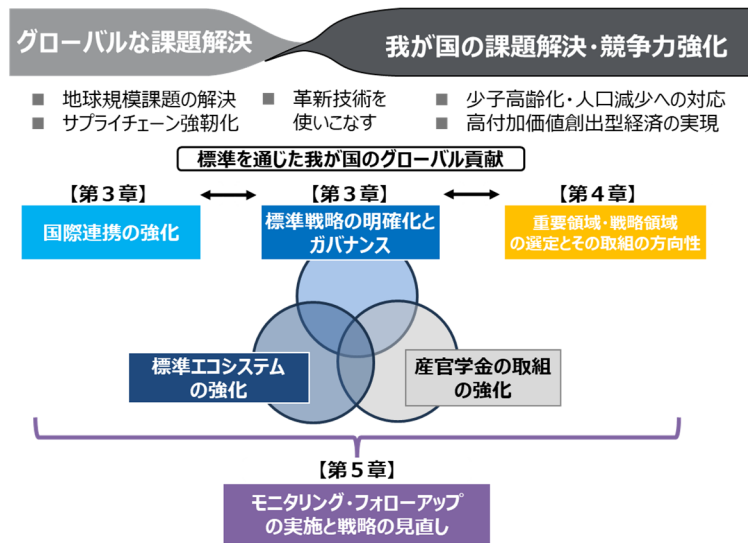 グローバルな課題解決
我が国の課題解決・競争力強化
■ 地球規模課題の解決
■ サプライチェーン強靭化
■ 革新技術を
使いこなす
■ 少子高齢化・人口減少への対応
■ 高付加価値創出型経済の実現
標準を通じた我が国のグローバル貢献
【第３章】
国際連携の強化
【第３章】
標準戦略の明確化と
ガバナンス
【第４章】
重要領域・戦略領域
の選定とその取組の方向性
標準エコシステム
の強化
産官学金の取組
の強化
【第５章】
モニタリング・フォローアップ
の実施と戦略の見直し